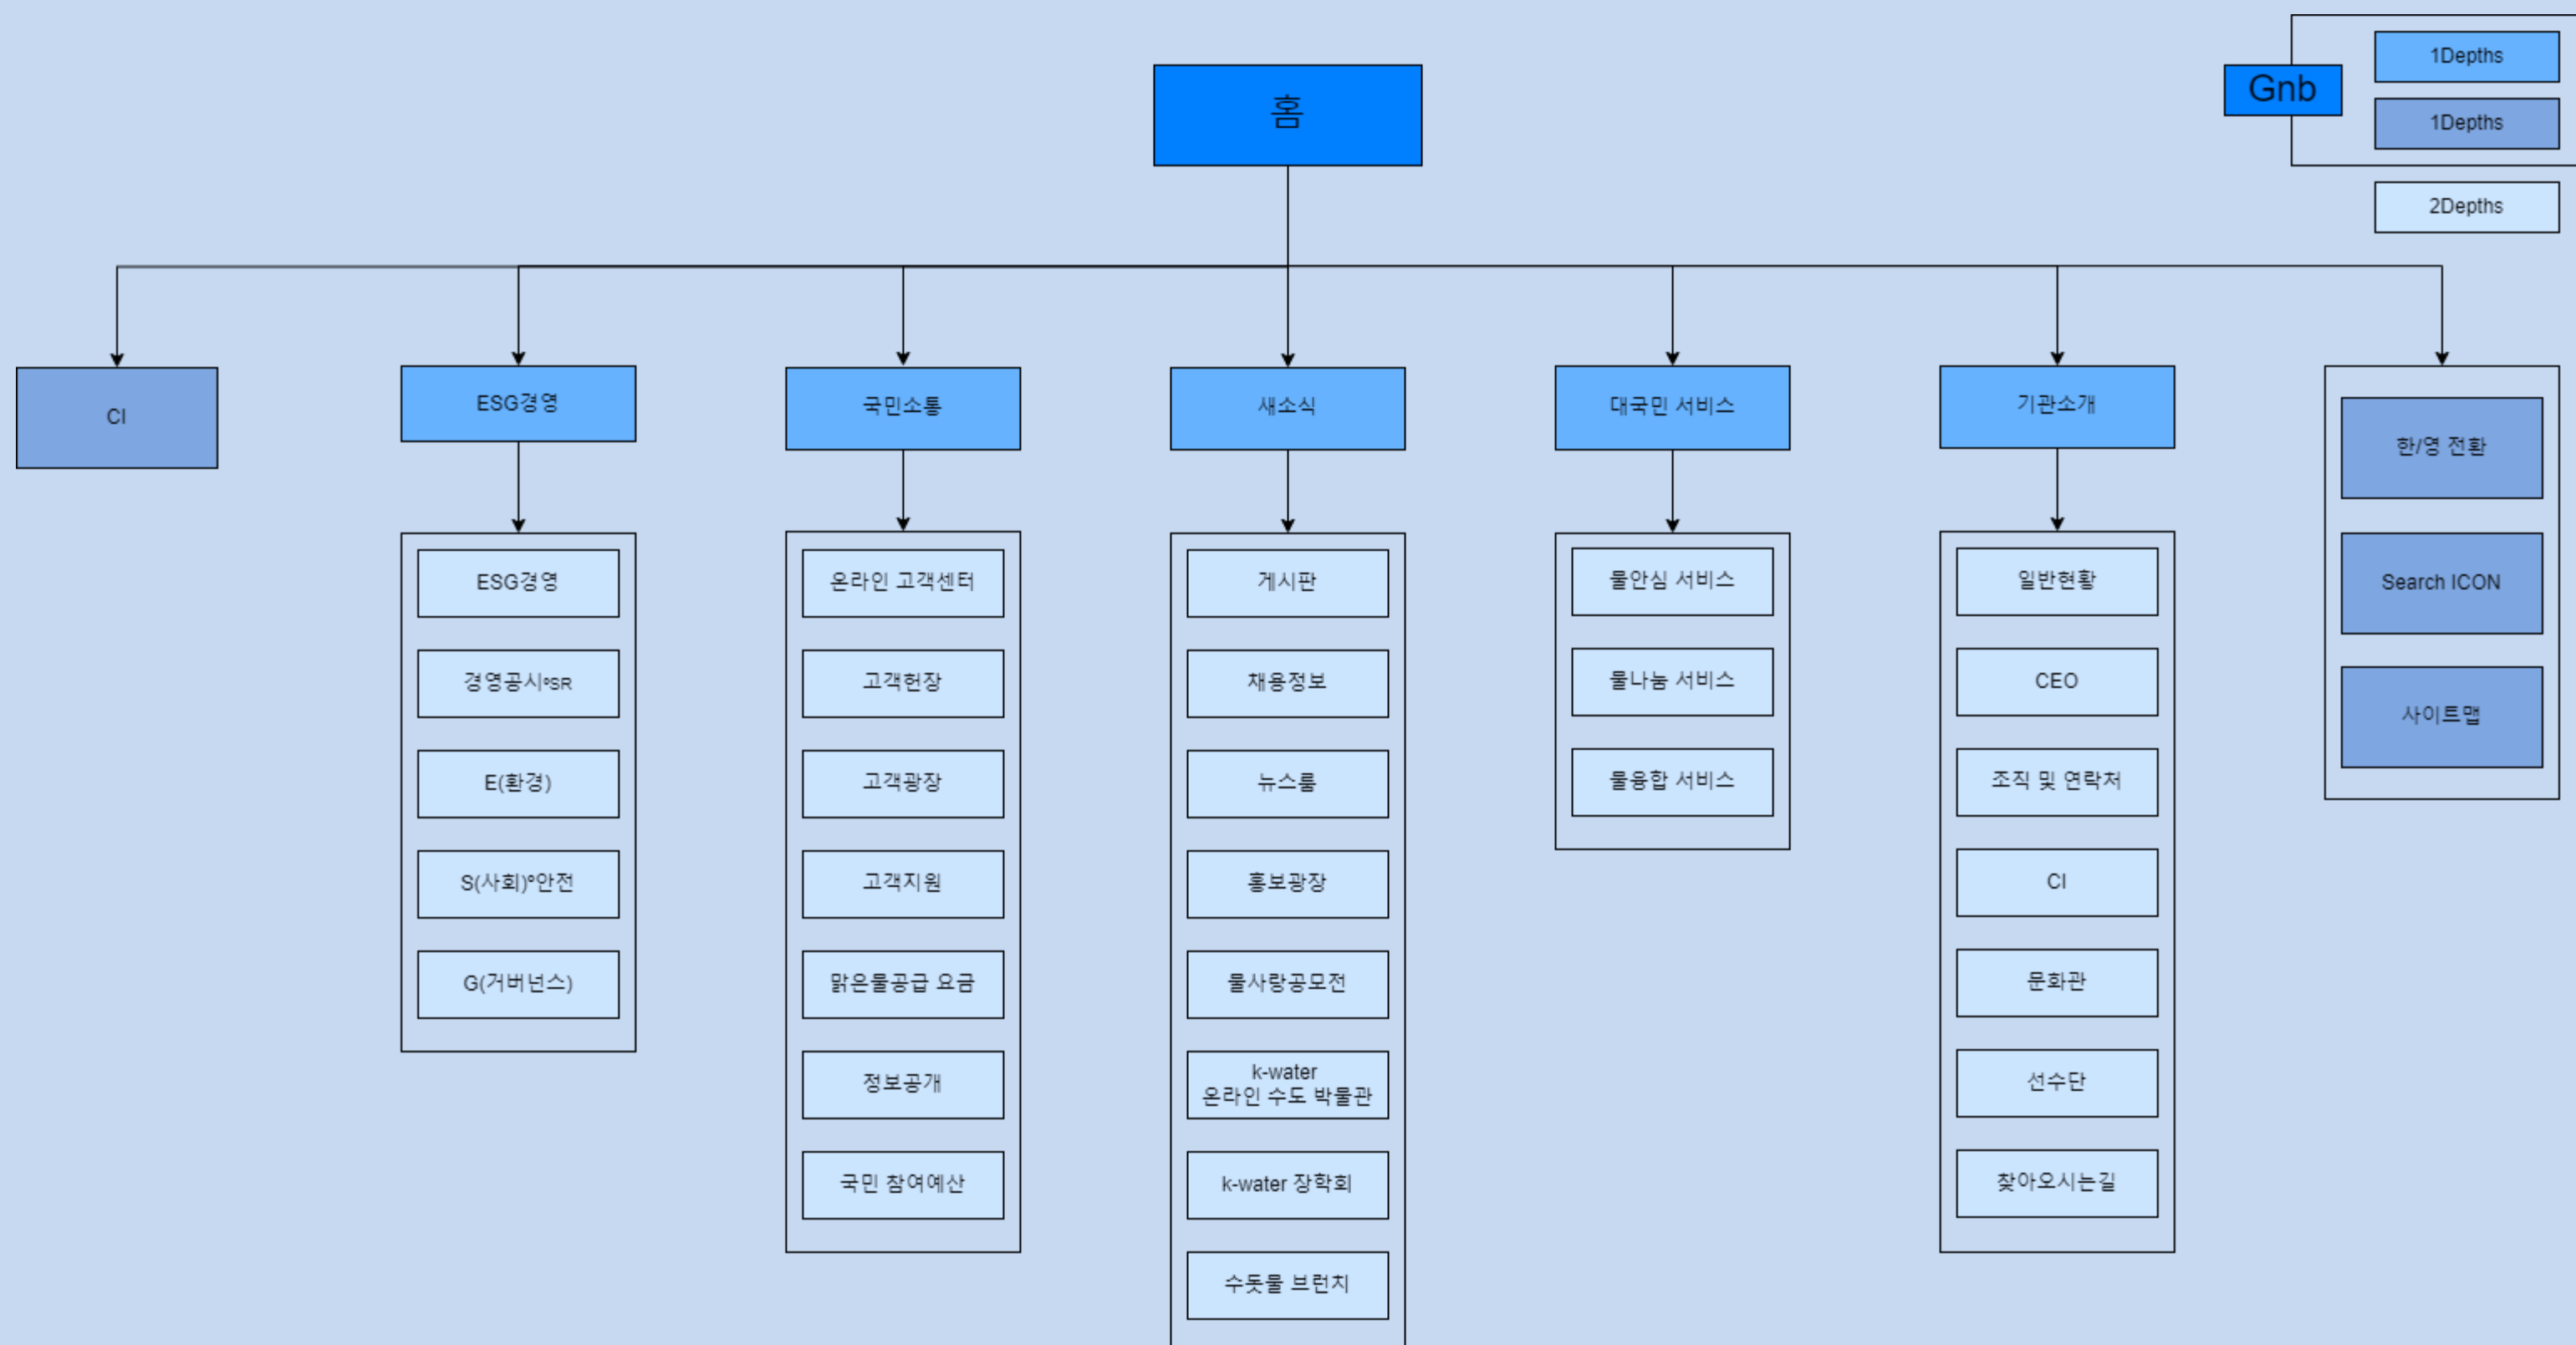 홈
Gnb
1Depths
1Depths
2Depths
CI
ESG경영
국민소통
새소식
대국민 서비스
기관소개
한/영 전환
Search ICON
사이트맵
ESG경영
경영공시ºSR
E(환경)
S(사회)º안전
G(거버넌스)
온라인 고객센터
고객헌장
고객광장
고객지원
맑은물공급 요금
정보공개
국민 참여예산
게시판
채용정보
뉴스룸
홍보광장
물사랑공모전
k-water
온라인 수도 박물관
k-water 장학회
수돗물 브런치
물안심 서비스
물나눔 서비스
물융합 서비스
일반현황
CEO
조직 및 연락처
CI
문화관
선수단
찾아오시는길